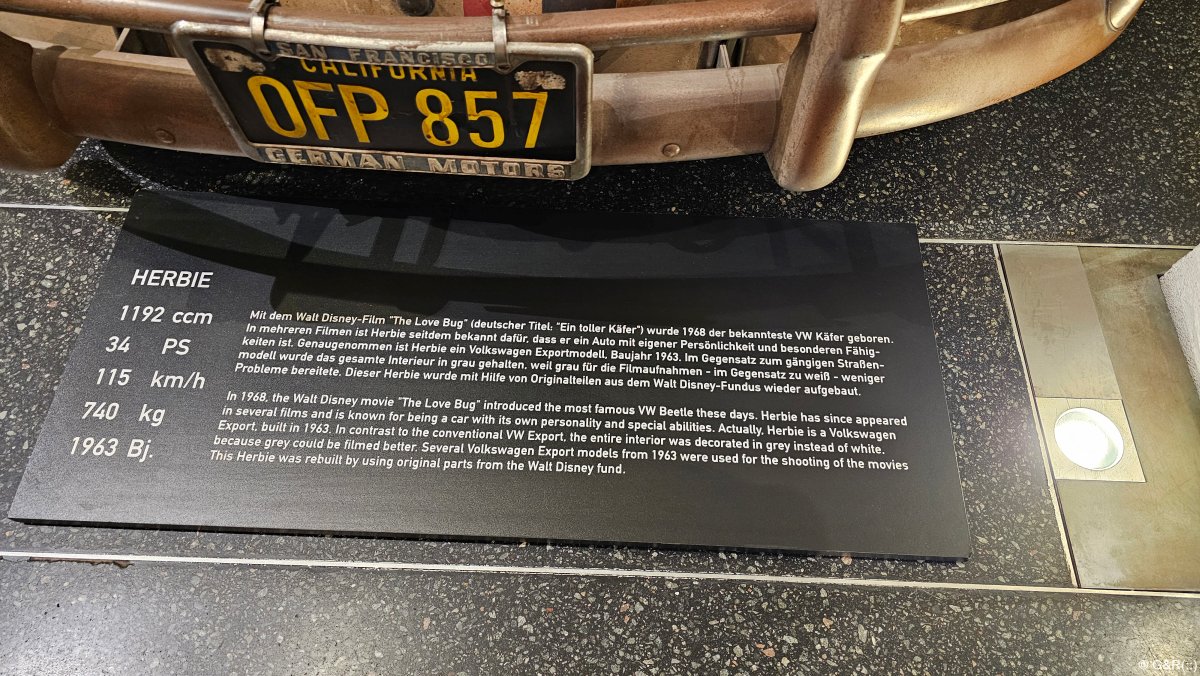 SAN FRANCISCO
CALIFORNIA
OFP 857
GERMAN MOTORS
HERBIE
1192 ccm
34 PS
115 km/h
740 kg
1963 Bj.
Mit dem Walt Disney-Film "The Love Bug" (deutscher Titel: "Ein toller Käfer") wurde 1968 der bekannteste VW Käfer geboren.
In mehreren Filmen ist Herbie seitdem bekannt dafür, dass er ein Auto mit eigener Persönlichkeit und besonderen Fähig-
keiten ist. Genaugenommen ist Herbie ein Volkswagen Exportmodell, Baujahr 1963. Im Gegensatz zum gängigen Straßen-
modell wurde das gesamte Interieur in grau gehalten, weil grau für die Filmaufnahmen - im Gegensatz zu weiß - weniger
Probleme bereitete. Dieser Herbie wurde mit Hilfe von Originalteilen aus dem Walt Disney-Fundus wieder aufgebaut.
In 1968, the Walt Disney movie "The Love Bug" introduced the most famous VW Beetle these days. Herbie has since appeared
in several films and is known for being a car with its own personality and special abilities. Actually, Herbie is a Volkswagen
Export, built in 1963. In contrast to the conventional VW Export, the entire interior was decorated in grey instead of white,
because grey could be filmed better. Several Volkswagen Export models from 1963 were used for the shooting of the movies
This Herbie was rebuilt by using original parts from the Walt Disney fund.
© G&R(;;)